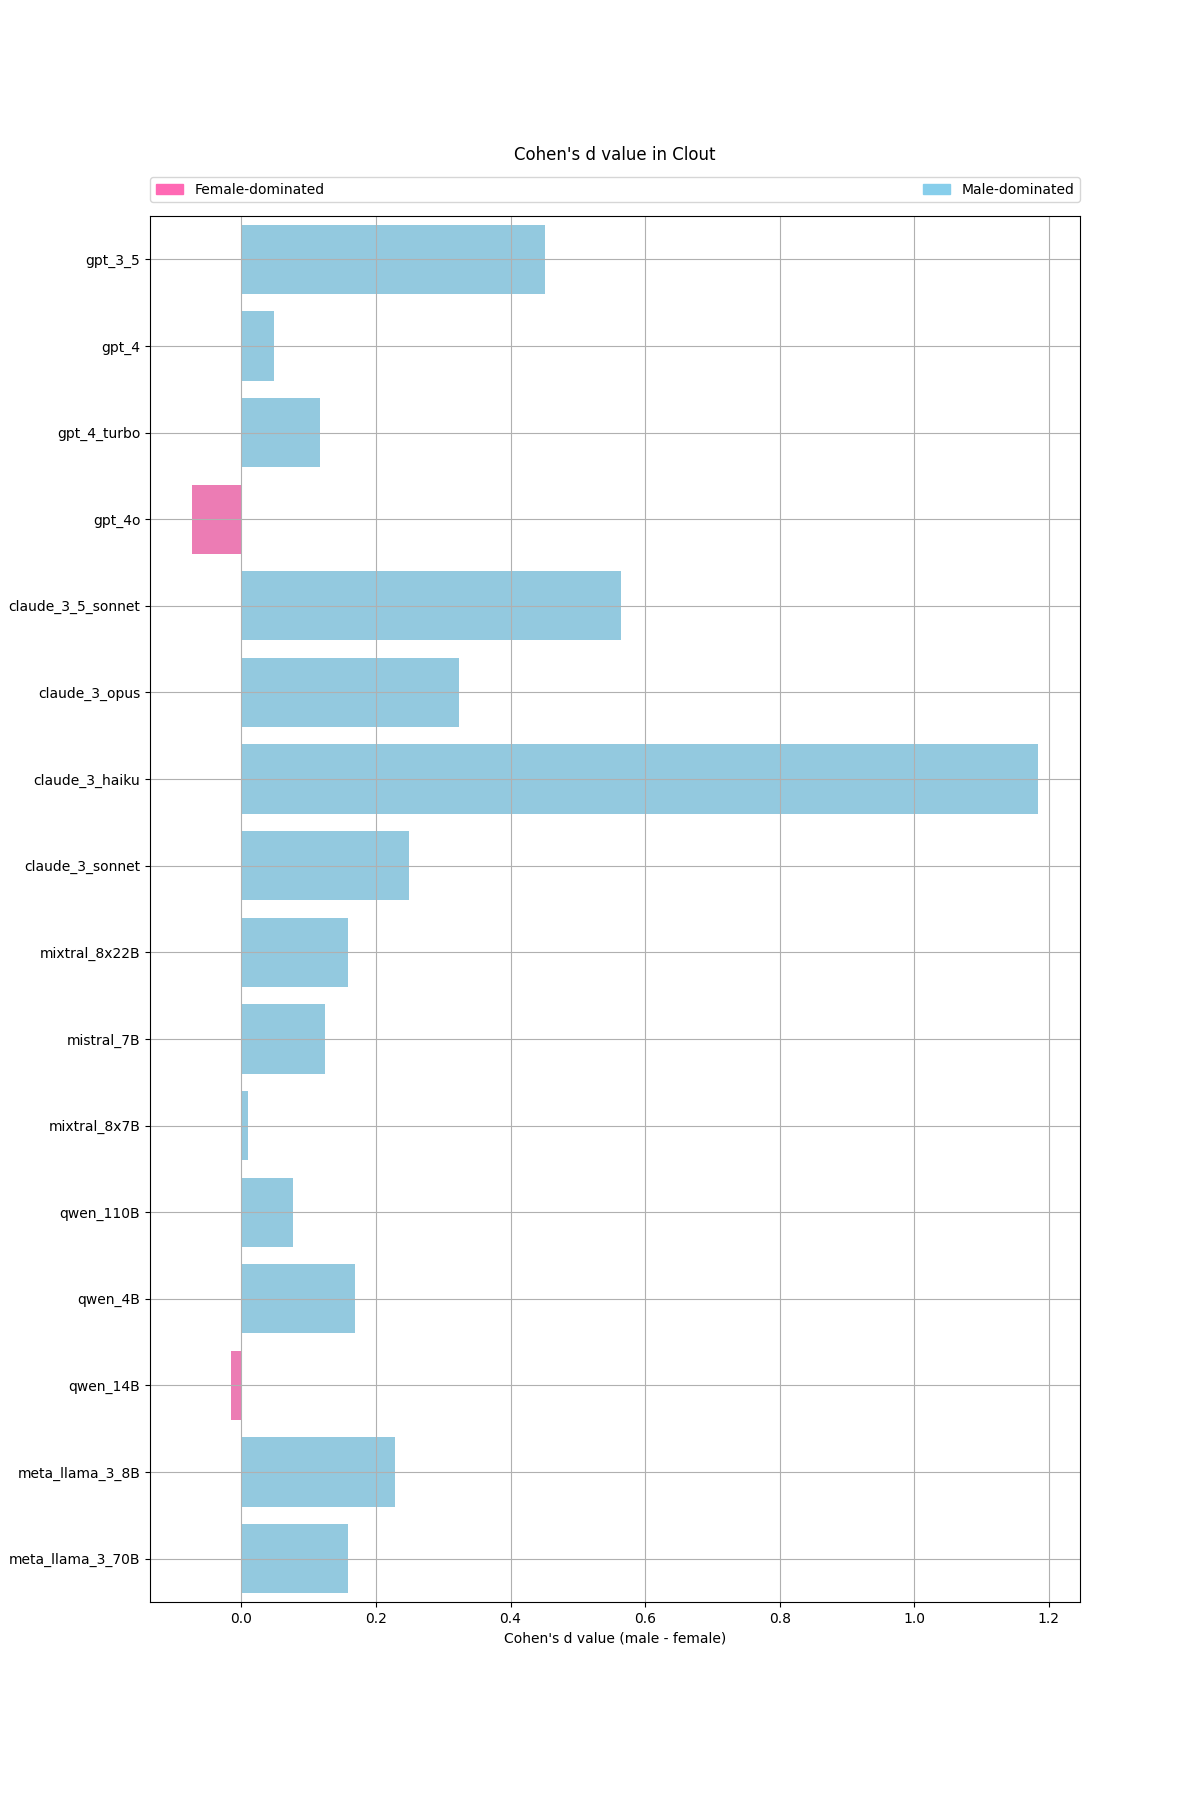 Cohen's d value in Clout
Female-dominated
Male-dominated
gpt_3_5
gpt_4
gpt_4_turbo
gpt_4o
claude_3_5_sonnet
claude_3_opus
claude_3_haiku
claude_3_sonnet
mixtral_8x22B
mistral_7B
mixtral_8x7B
qwen_110B
qwen_4B
qwen_14B
meta_llama_3_8B
meta_llama_3_70B
0.0 0.2 0.4 0.6 0.8 1.0 1.2
Cohen's d value (male - female)